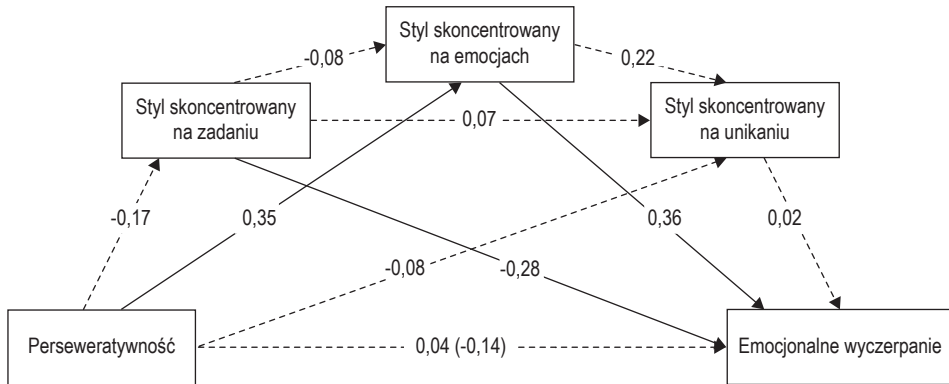 Styl skoncentrowany
na emocjach
-0,08
0,22
Styl skoncentrowany
na zadaniu
0,07
Styl skoncentrowany
na unikaniu
-0,17
0,35
0,36
0,02
-0,08
-0,28
Perseweratywność
0,04 (-0,14)
Emocjonalne wyczerpanie